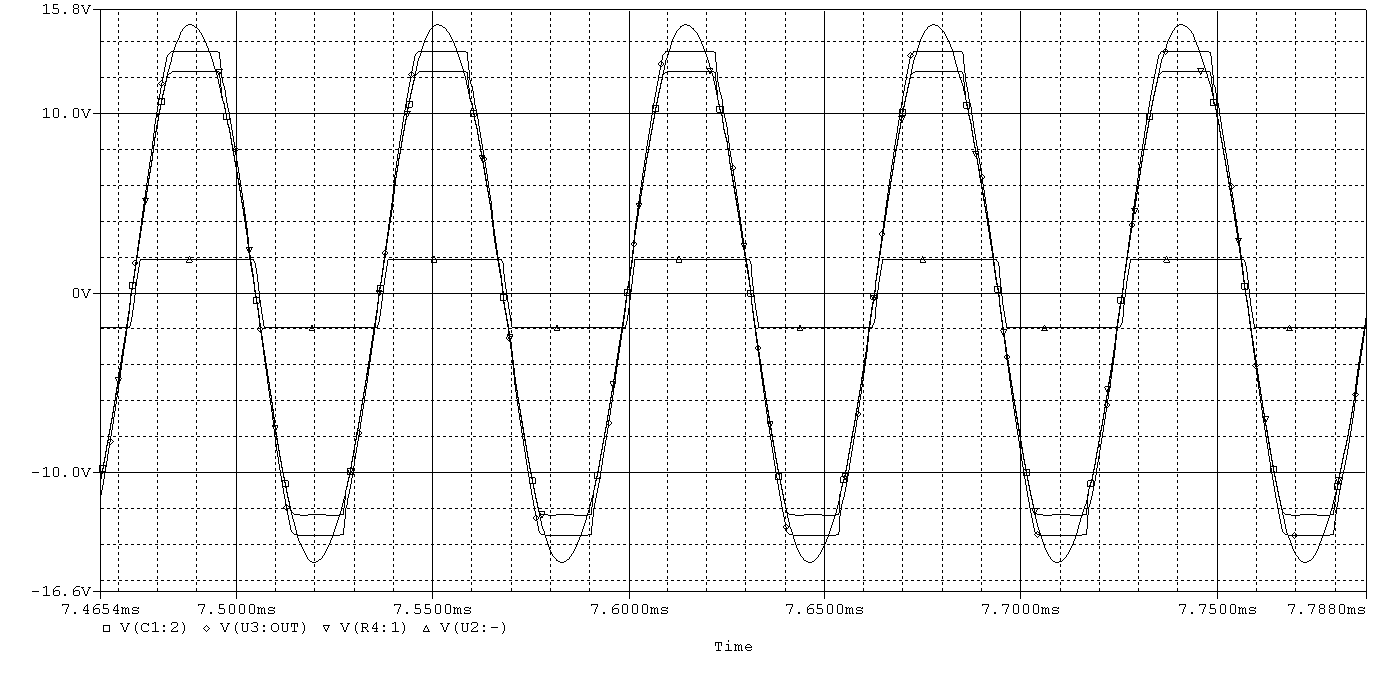 15.8V
10.0V
0V
-10.0V
-16.6V
7.4654ms 7.5000ms 7.5500ms 7.6000ms 7.6500ms 7.7000ms 7.7500ms 7.7880ms
V(C1:2) V(U3:OUT) V(R4:1) V(U2:-)
Time